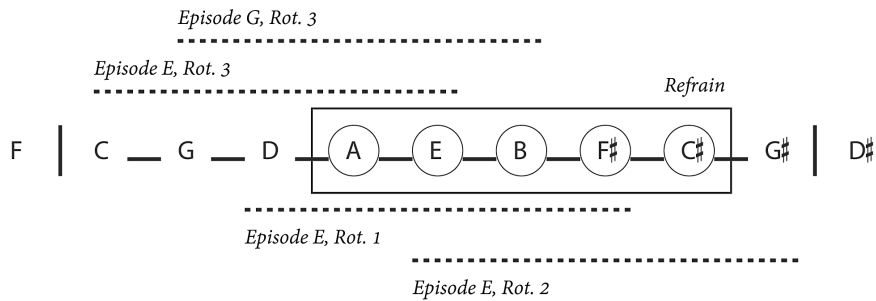 Episode G, Rot. 3
Episode E, Rot. 3
Refrain
F C G D A E B F♯ C♯ G♯ D♯
Episode E, Rot. 1
Episode E, Rot. 2